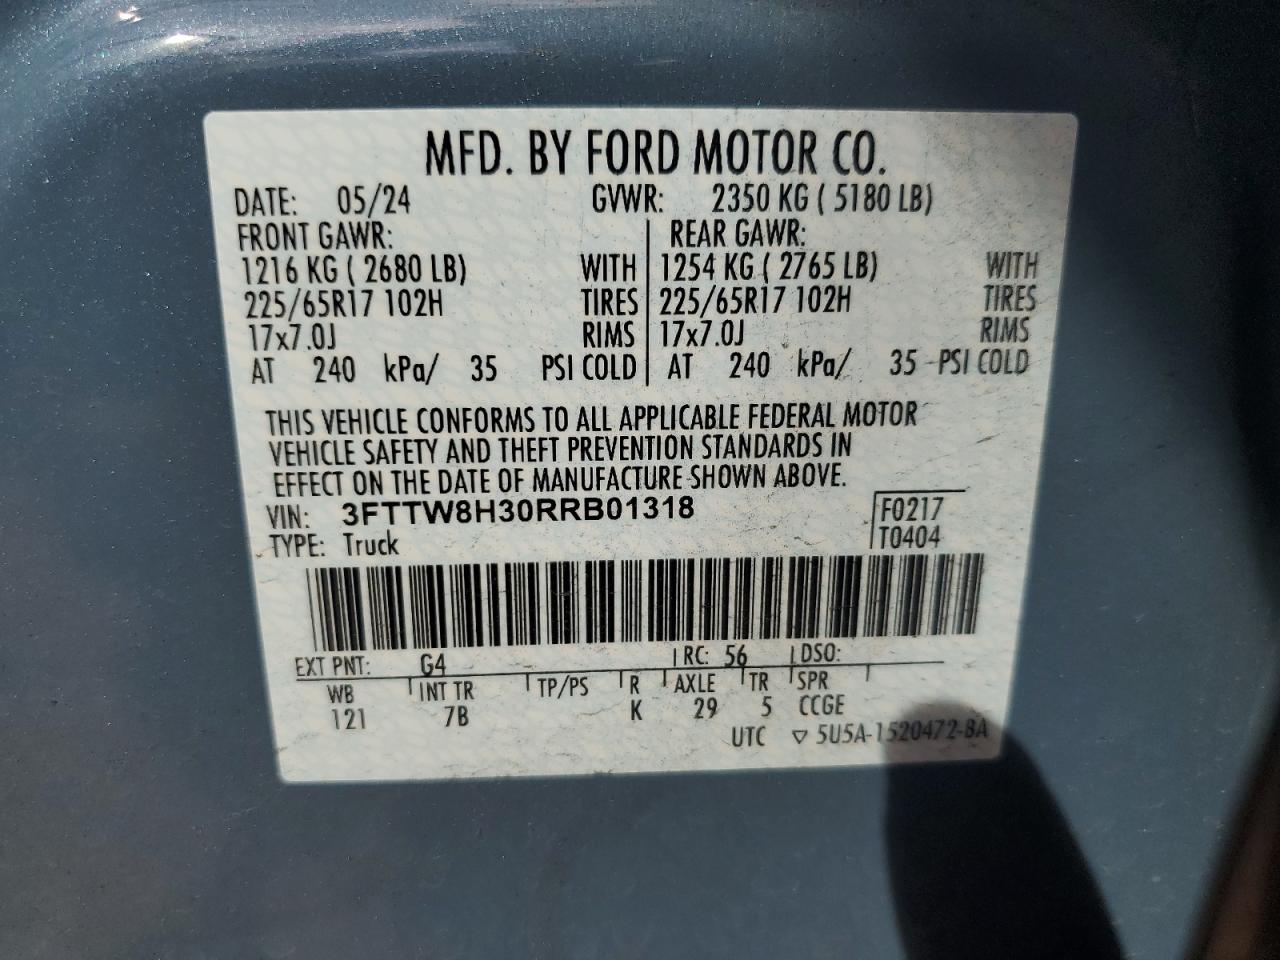 MFD. BY FORD MOTOR CO.
DATE: 05/24 GVWR: 2350 KG ( 5180 LB)
FRONT GAWR: REAR GAWR:
1216 KG ( 2680 LB) WITH 1254 KG ( 2765 LB) WITH
225/65R17 102H TIRES 225/65R17 102H TIRES
17x7.0J RIMS 17x7.0J RIMS
AT 240 kPa/ 35 PSI COLD AT 240 kPa/ 35 PSI COLD
THIS VEHICLE CONFORMS TO ALL APPLICABLE FEDERAL MOTOR
VEHICLE SAFETY AND THEFT PREVENTION STANDARDS IN
EFFECT ON THE DATE OF MANUFACTURE SHOWN ABOVE.
VIN: 3FTTW8H30RRB01318 F0217
TYPE: Truck T0404
EXT PNT: G4 RC: 56 DSO:
WB INT TR TP/PS R AXLE TR SPR
121 7B K 29 5 CCGE
UTC ▽ 5U5A-1520472-BA